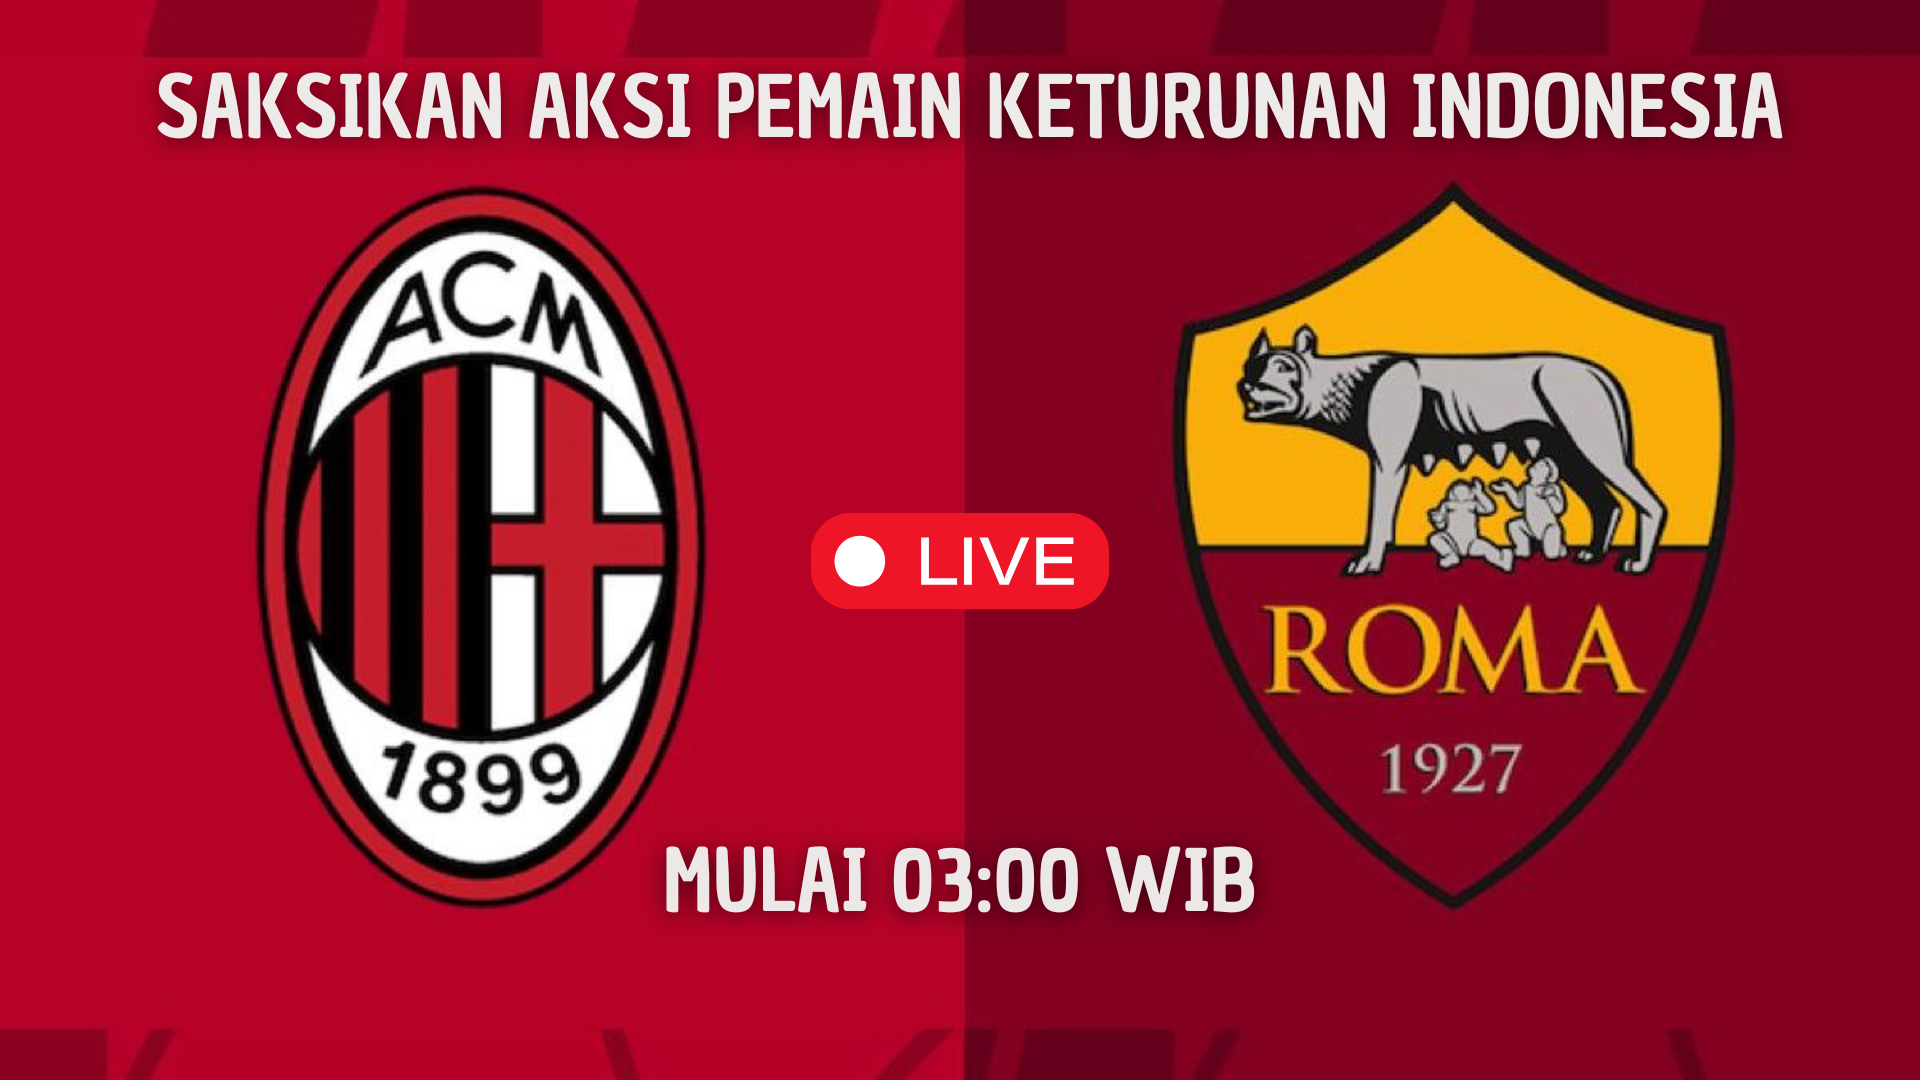 SAKSIKAN AKSI PEMAIN KETURUNAN INDONESIA
ACM
1899
LIVE
ROMA
1927
MULAI 03:00 WIB